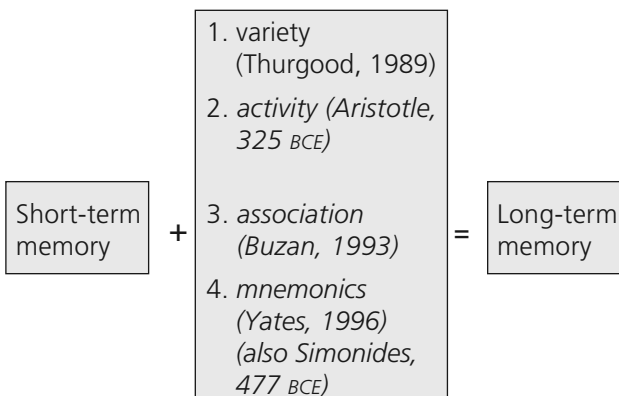 1. variety
(Thurgood, 1989)
2. activity (Aristotle,
325 BCE)
Short-term
memory
+
3. association
(Buzan, 1993)
4. mnemonics
(Yates, 1996)
(also Simonides,
477 BCE)
=
Long-term
memory